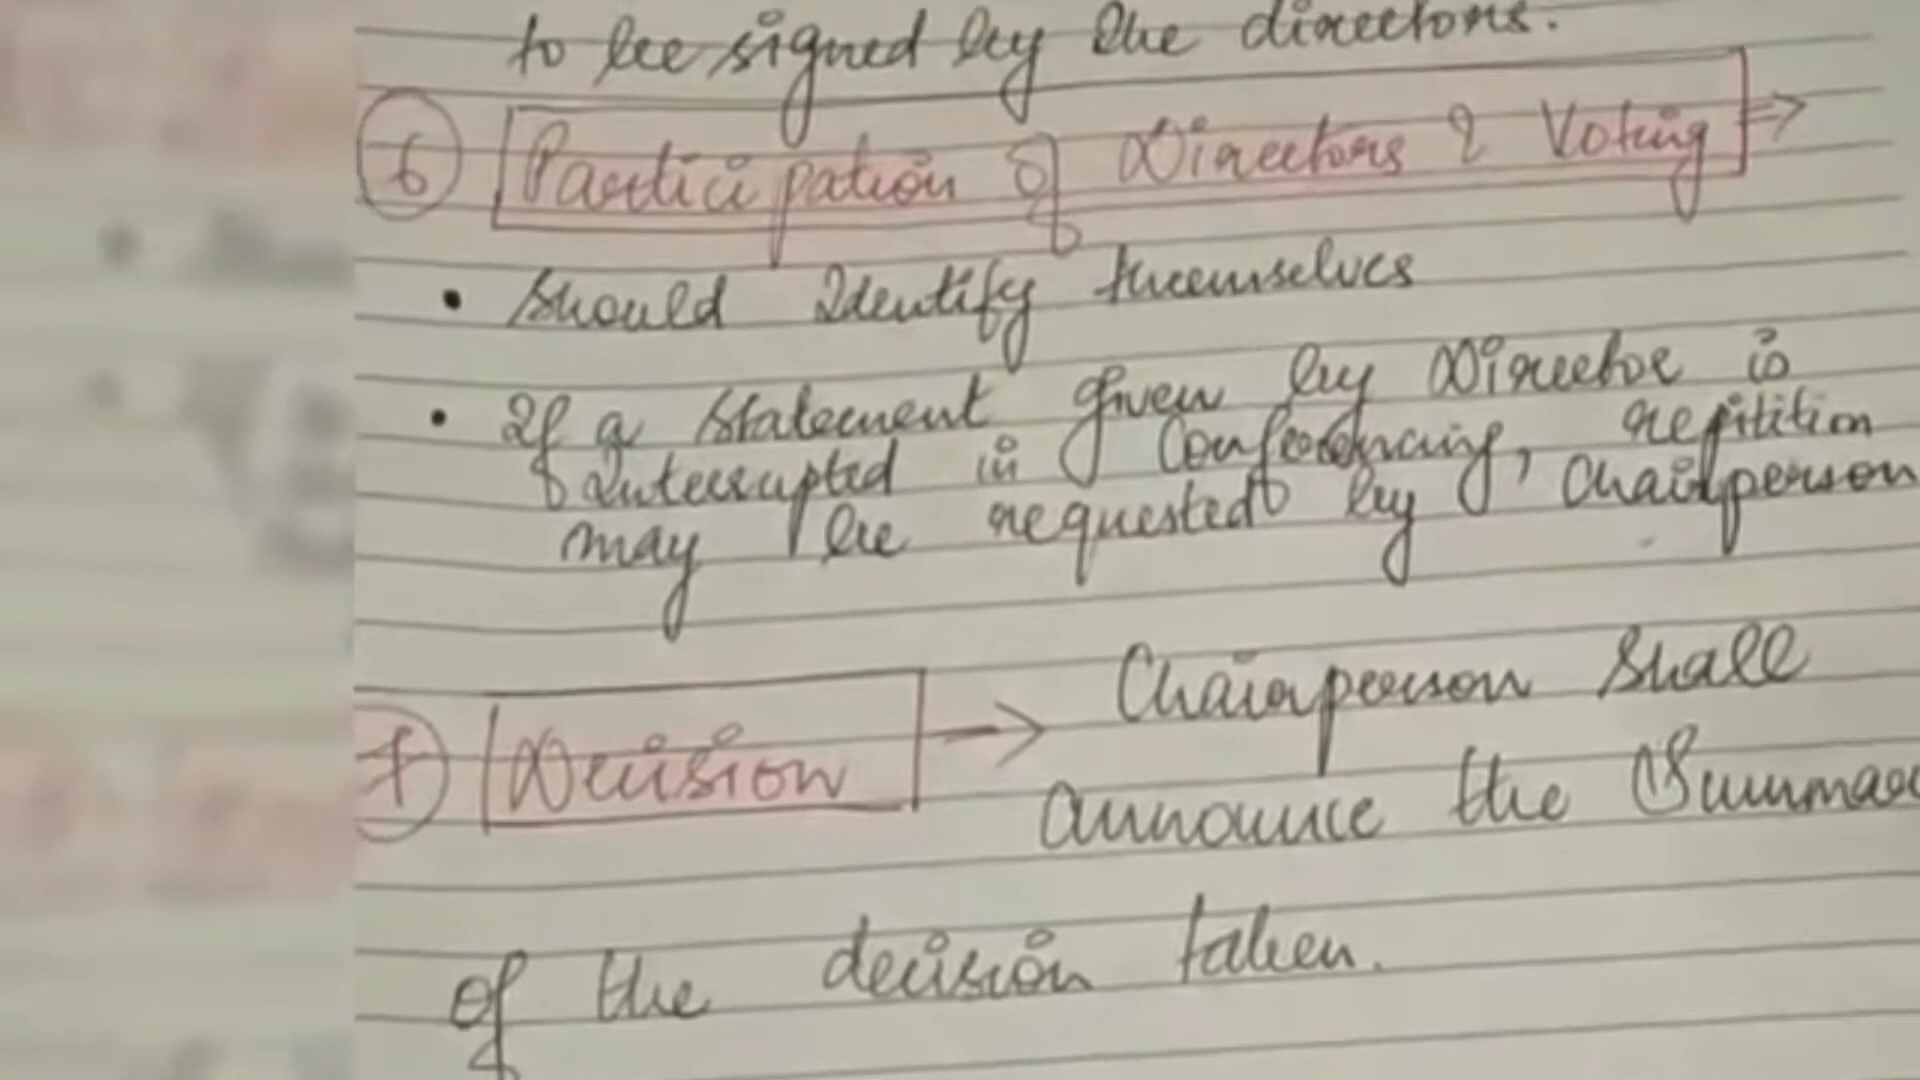 to be signed by the directors.
⑥ Participation of Directors & Voting →
• Should Identify themselves
• If a statement given by Director is
Interrupted in Conferencing, repitition
may be requested by Chairperson
⑦ Decision → Chairperson shall
announce the Summar
of the decision taken.